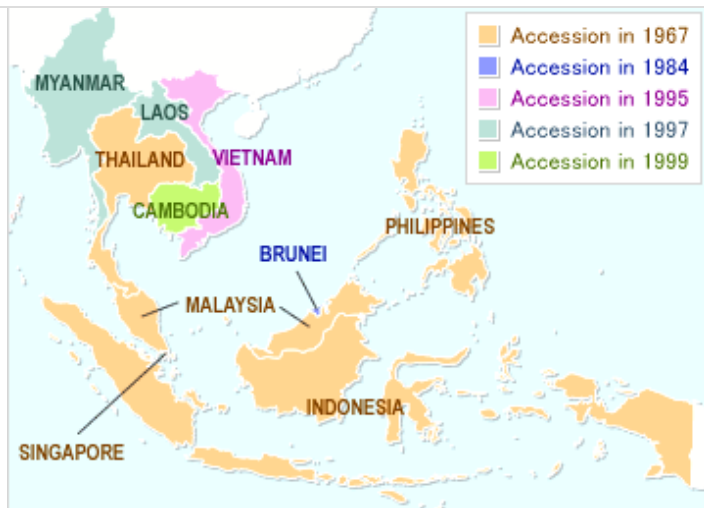 Accession in 1967
Accession in 1984
Accession in 1995
Accession in 1997
Accession in 1999
MYANMAR
LAOS
THAILAND
VIETNAM
CAMBODIA
PHILIPPINES
BRUNEI
MALAYSIA
INDONESIA
SINGAPORE